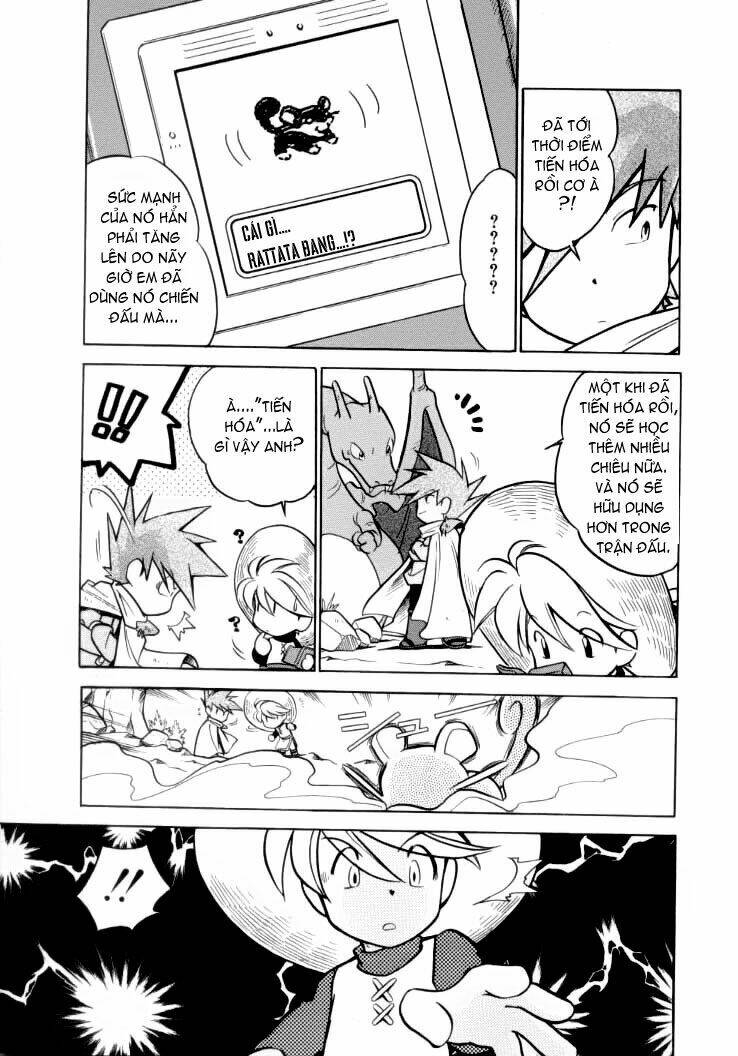 ĐÃ TỚI
THỜI ĐIỂM
TIẾN HÓA
RỒI CƠ À
?!
?????
CÁI GÌ....
RATTATA BANG...!?
SỨC MẠNH
CỦA NÓ HẲN
PHẢI TĂNG
LÊN DO NÃY
GIỜ EM ĐÃ
DÙNG NÓ CHIẾN
ĐẤU MÀ...
MỘT KHI ĐÃ
TIẾN HÓA RỒI,
NÓ SẼ HỌC
THÊM NHIỀU
CHIÊU NỮA.
VÀ NÓ SẼ
HỮU DỤNG
HƠN TRONG
TRẬN ĐẤU.
À...."TIẾN
HÓA"...LÀ
GÌ VẬY ANH?
!!
?
?
!!